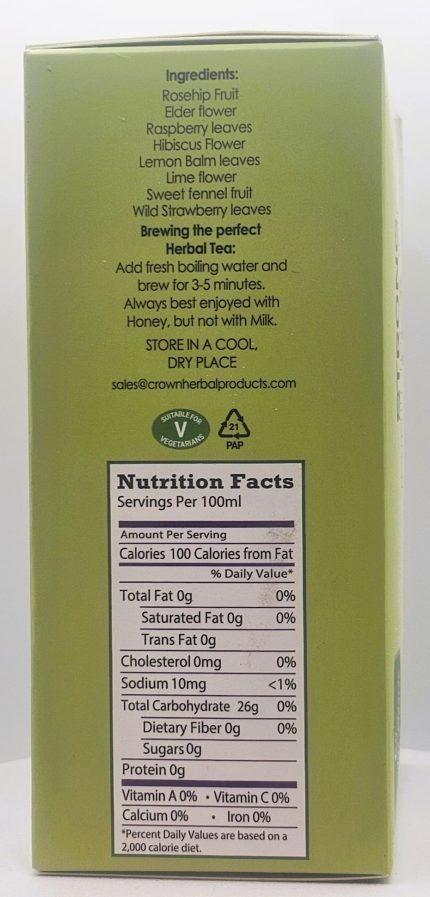 Ingredients:
Rosehip Fruit
Elder flower
Raspberry leaves
Hibiscus Flower
Lemon Balm leaves
Lime flower
Sweet fennel fruit
Wild Strawberry leaves
Brewing the perfect
Herbal Tea:
Add fresh boiling water and
brew for 3-5 minutes.
Always best enjoyed with
Honey, but not with Milk.
STORE IN A COOL,
DRY PLACE
sales@crownherbalproducts.com
SUITABLE FOR
V
VEGETARIANS
21
PAP
Nutrition Facts
Servings Per 100ml
Amount Per Serving
Calories 100 Calories from Fat
% Daily Value*
Total Fat 0g 0%
Saturated Fat 0g 0%
Trans Fat 0g
Cholesterol 0mg 0%
Sodium 10mg <1%
Total Carbohydrate 26g 0%
Dietary Fiber 0g 0%
Sugars 0g
Protein 0g
Vitamin A 0% • Vitamin C 0%
Calcium 0% • Iron 0%
*Percent Daily Values are based on a
2,000 calorie diet.